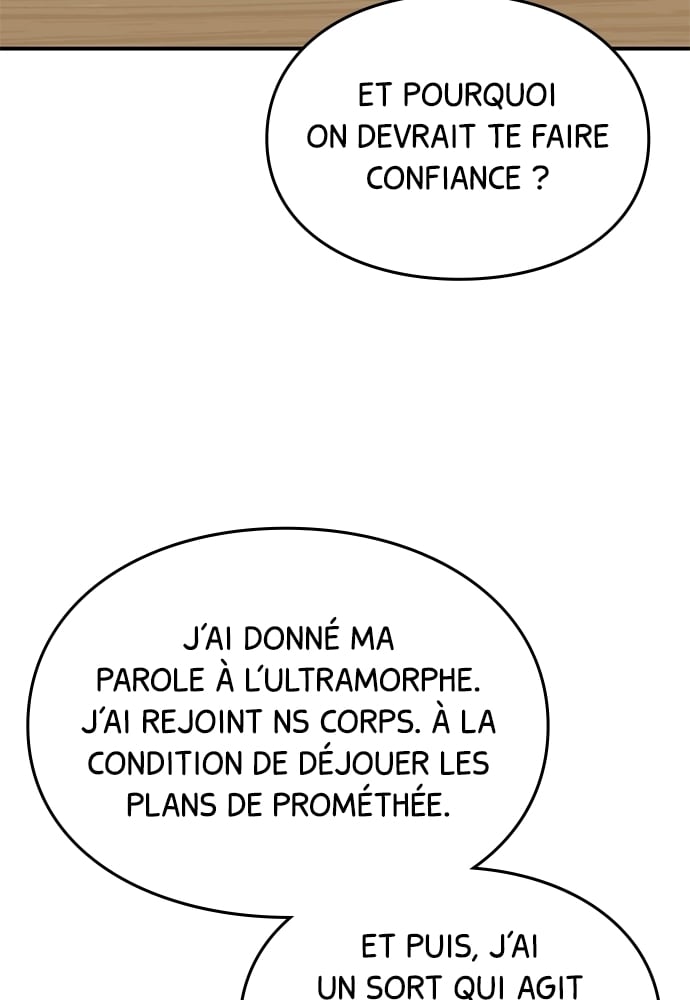 ET POURQUOI
ON DEVRAIT TE FAIRE
CONFIANCE ?
J'AI DONNÉ MA
PAROLE À L'ULTRAMORPHE.
J'AI REJOINT NS CORPS. À LA
CONDITION DE DÉJOUER LES
PLANS DE PROMÉTHÉE.
ET PUIS, J'AI
UN SORT QUI AGIT